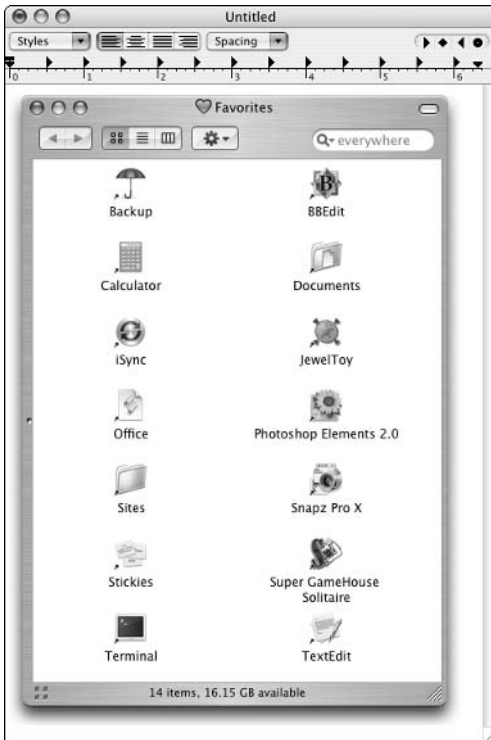 Untitled
Styles Spacing
0 1 2 3 4 5 6
Favorites
everywhere
Backup BBEdit
Calculator Documents
iSync JewelToy
Office Photoshop Elements 2.0
Sites Snapz Pro X
Stickies Super GameHouse
Solitaire
Terminal TextEdit
14 items, 16.15 GB available